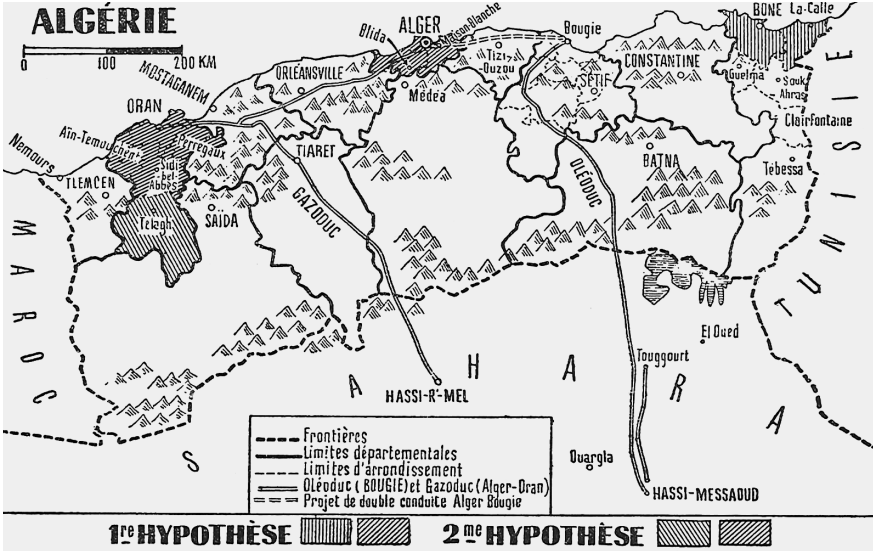 ALGÉRIE
0 100 200 KM
BONE La-Calle
ALGER
Maison-Blanche
Blida
Bougie
Tizi-
Ouzou
CONSTANTINE
Guelma
Souk
Ahras
MOSTAGANEM
ORLÉANSVILLE
Médéa
SÉTIF
ORAN
Clairfontaine
Aïn-Temouchent
Perregaux
TIARET
BATNA
Tébessa
Nemours
TLEMCEN
Sidi
bel
Abbès
SAÏDA
Télagh
GAZODUC
OLÉODUC
MAROC
TUNISIE
El Oued
Touggourt
HASSI-R'-MEL
SAHARA
Ouargla
HASSI-MESSAOUD
Frontières
Limites départementales
Limites d'arrondissement
Oléoduc (BOUGIE) et Gazoduc (Alger-Oran)
Projet de double conduite Alger Bougie
1re HYPOTHÈSE 2me HYPOTHÈSE